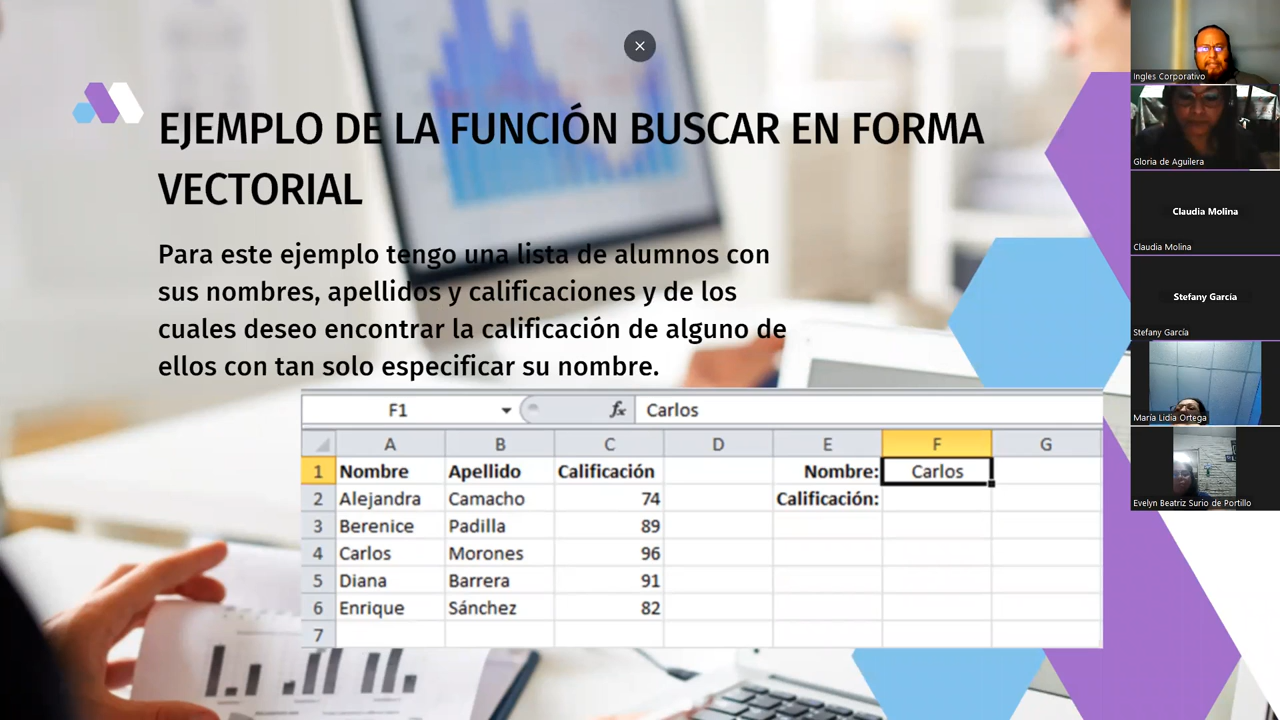 EJEMPLO DE LA FUNCIÓN BUSCAR EN FORMA
VECTORIAL
Para este ejemplo tengo una lista de alumnos con
sus nombres, apellidos y calificaciones y de los
cuales deseo encontrar la calificación de alguno de
ellos con tan solo especificar su nombre.
F1 fx Carlos
A B C D E F G
1 Nombre Apellido Calificación Nombre: Carlos
2 Alejandra Camacho 74 Calificación:
3 Berenice Padilla 89
4 Carlos Morones 96
5 Diana Barrera 91
6 Enrique Sánchez 82
7
Ingles Corporativo
Gloria de Aguilera
Claudia Molina
Claudia Molina
Stefany García
Stefany García
María Lidia Ortega
Evelyn Beatriz Surio de Portillo